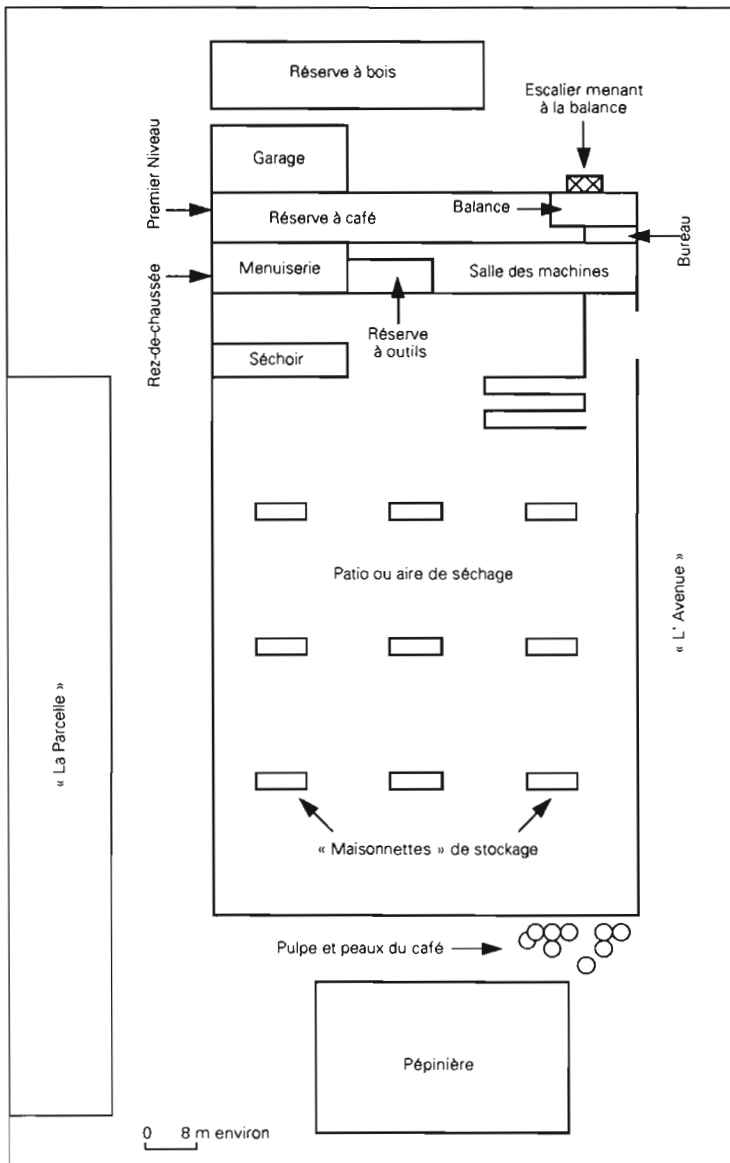 Réserve à bois
Escalier menant
à la balance
Garage
Premier Niveau
Réserve à café
Balance
Bureau
Rez-de-chaussée
Menuiserie
Salle des machines
Réserve
à outils
Séchoir
Patio ou aire de séchage
« L' Avenue »
« La Parcelle »
« Maisonnettes » de stockage
Pulpe et peaux du café
Pépinière
0 8 m environ